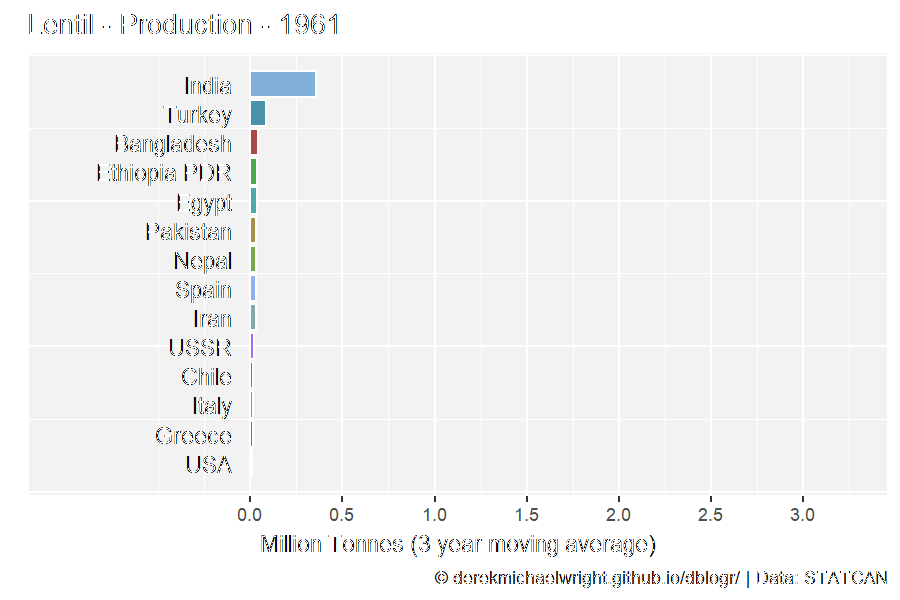 Lentil - Production - 1961
India
Turkey
Bangladesh
Ethiopia PDR
Egypt
Pakistan
Nepal
Spain
Iran
USSR
Chile
Italy
Greece
USA
0.0 0.5 1.0 1.5 2.0 2.5 3.0
Million Tonnes (3 year moving average)
© derekmichaelwright.github.io/dblogr/ | Data: STATCAN